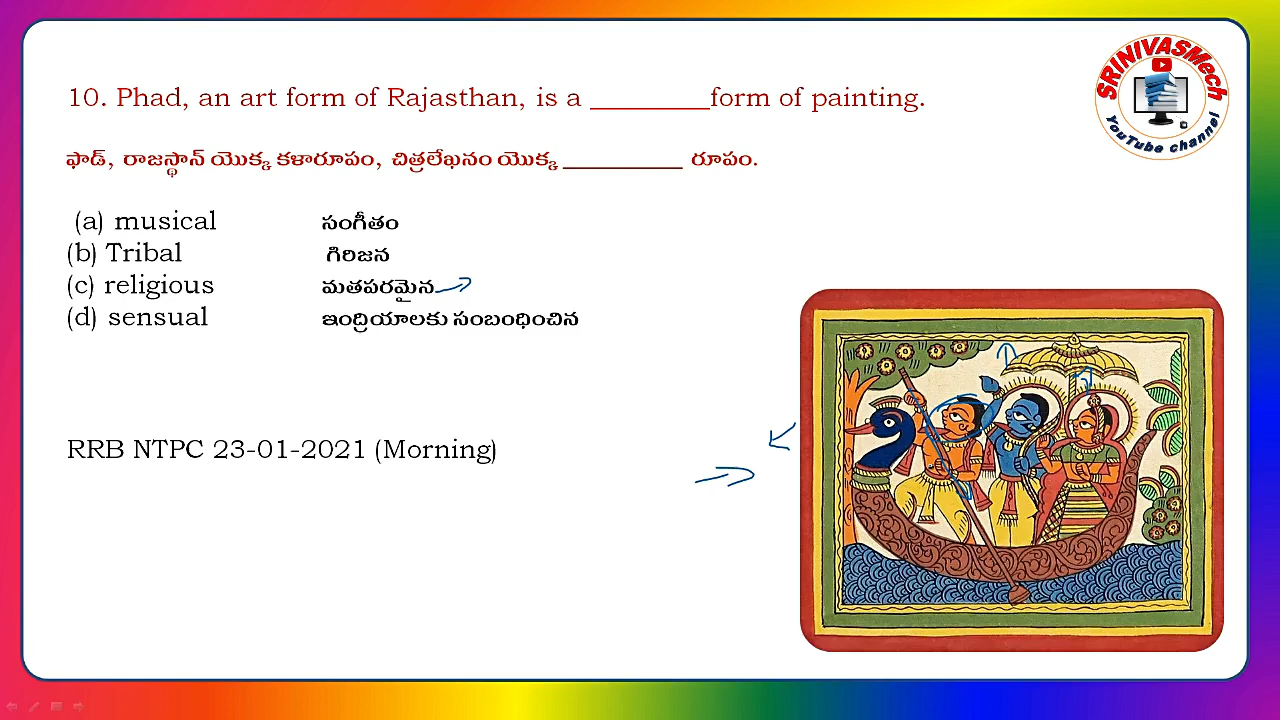 SRINIVASMech
YouTube channel
10. Phad, an art form of Rajasthan, is a ________form of painting.
ఫాడ్, రాజస్థాన్ యొక్క కళారూపం, చిత్రలేఖనం యొక్క __________ రూపం.
(a) musical సంగీతం
(b) Tribal గిరిజన
(c) religious మతపరమైన
(d) sensual ఇంద్రియాలకు సంబంధించిన
RRB NTPC 23-01-2021 (Morning)